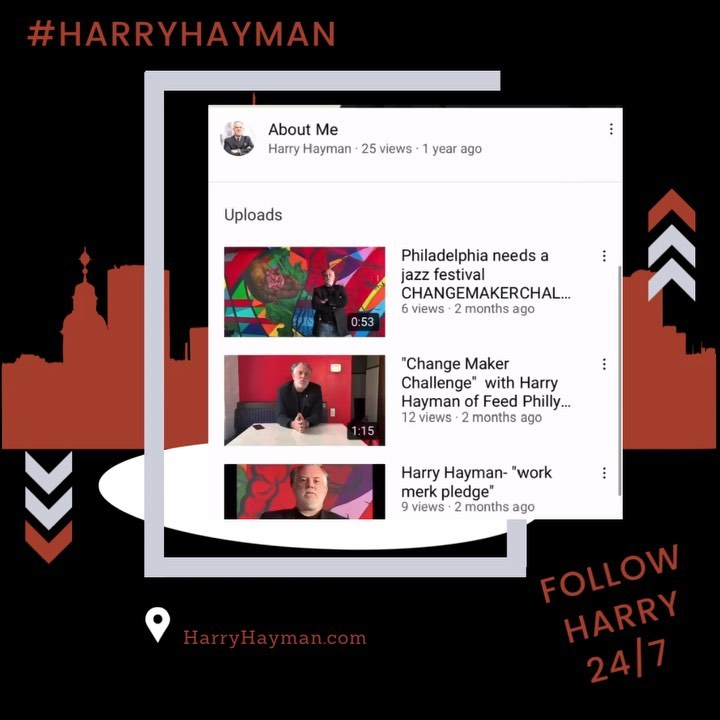 #HARRYHAYMAN
About Me
Harry Hayman · 25 views · 1 year ago
Uploads
Philadelphia needs a
jazz festival
CHANGEMAKERCHAL...
6 views · 2 months ago
0:53
"Change Maker
Challenge"  with Harry
Hayman of Feed Philly...
12 views · 2 months ago
1:15
Harry Hayman- "work
merk pledge"
9 views · 2 months ago
FOLLOW
HARRY
24/7
HarryHayman.com